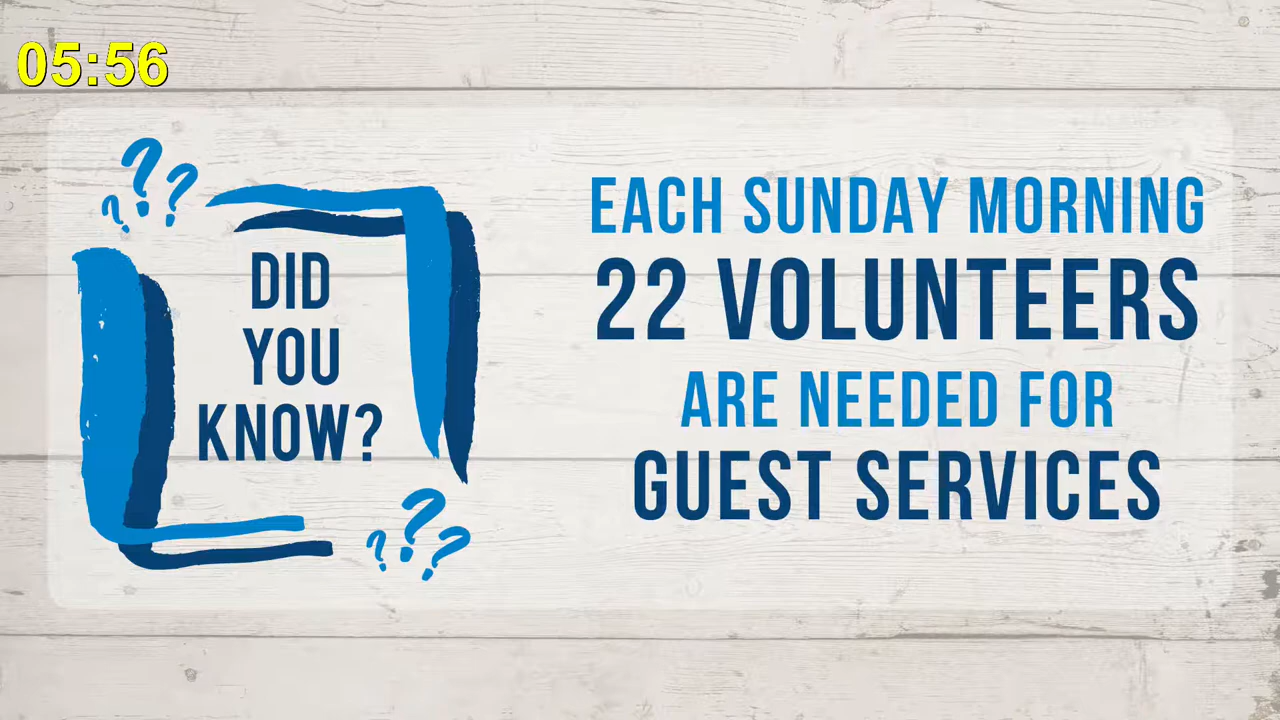 05:56
DID
YOU
KNOW?
EACH SUNDAY MORNING
22 VOLUNTEERS
ARE NEEDED FOR
GUEST SERVICES